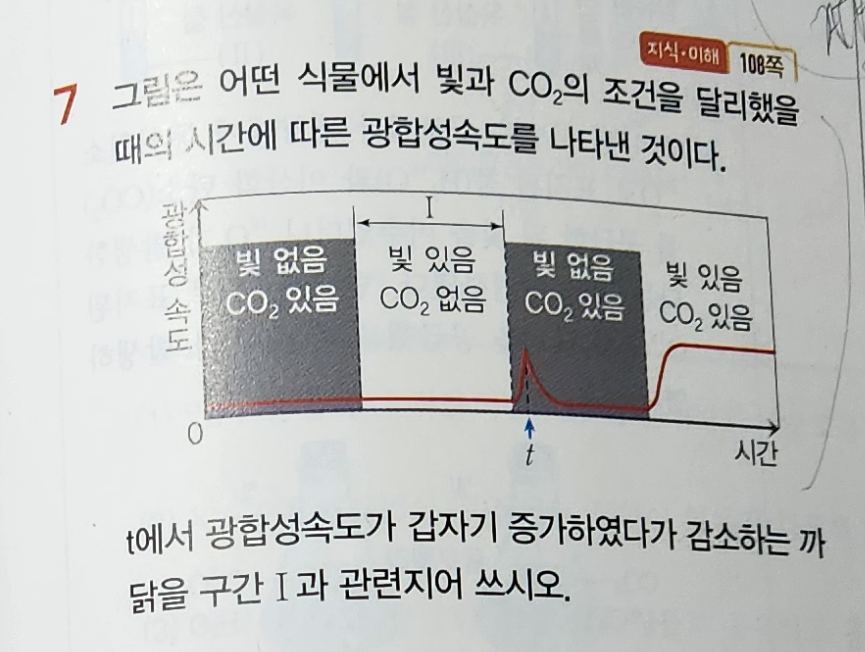 지식·이해 108쪽
7 그림은 어떤 식물에서 빛과 CO₂의 조건을 달리했을
때의 시간에 따른 광합성속도를 나타낸 것이다.
광합성 속도
I
빛 없음
CO₂ 있음
빛 있음
CO₂ 없음
빛 없음
CO₂ 있음
빛 있음
CO₂ 있음
0
t
시간
t에서 광합성속도가 갑자기 증가하였다가 감소하는 까
닭을 구간 I과 관련지어 쓰시오.